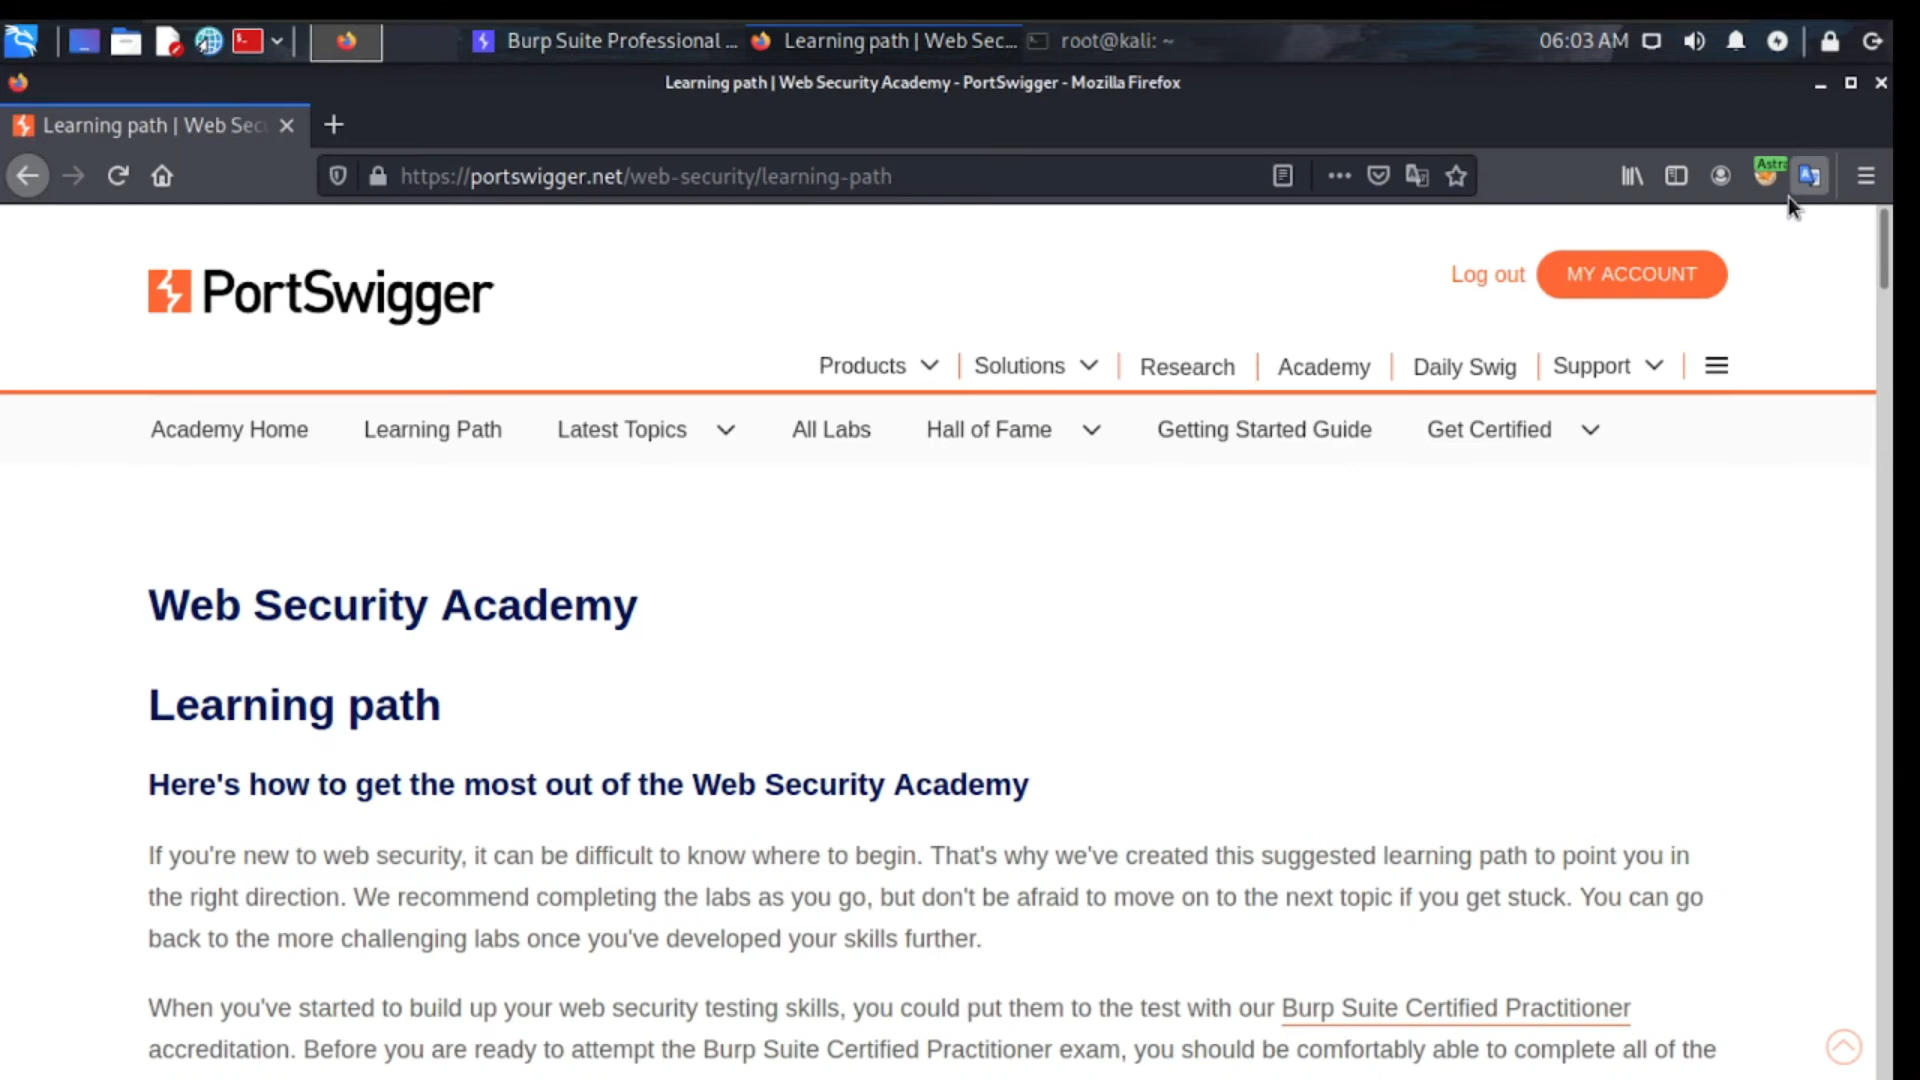 Burp Suite Professional ...
Learning path | Web Sec...
root@kali: ~
06:03 AM
Learning path | Web Security Academy - PortSwigger - Mozilla Firefox
Learning path | Web Sec
https://portswigger.net/web-security/learning-path
Astr
PortSwigger
Log out
MY ACCOUNT
Products
Solutions
Research
Academy
Daily Swig
Support
Academy Home
Learning Path
Latest Topics
All Labs
Hall of Fame
Getting Started Guide
Get Certified
Web Security Academy
Learning path
Here's how to get the most out of the Web Security Academy
If you're new to web security, it can be difficult to know where to begin. That's why we've created this suggested learning path to point you in
the right direction. We recommend completing the labs as you go, but don't be afraid to move on to the next topic if you get stuck. You can go
back to the more challenging labs once you've developed your skills further.
When you've started to build up your web security testing skills, you could put them to the test with our Burp Suite Certified Practitioner
accreditation. Before you are ready to attempt the Burp Suite Certified Practitioner exam, you should be comfortably able to complete all of the